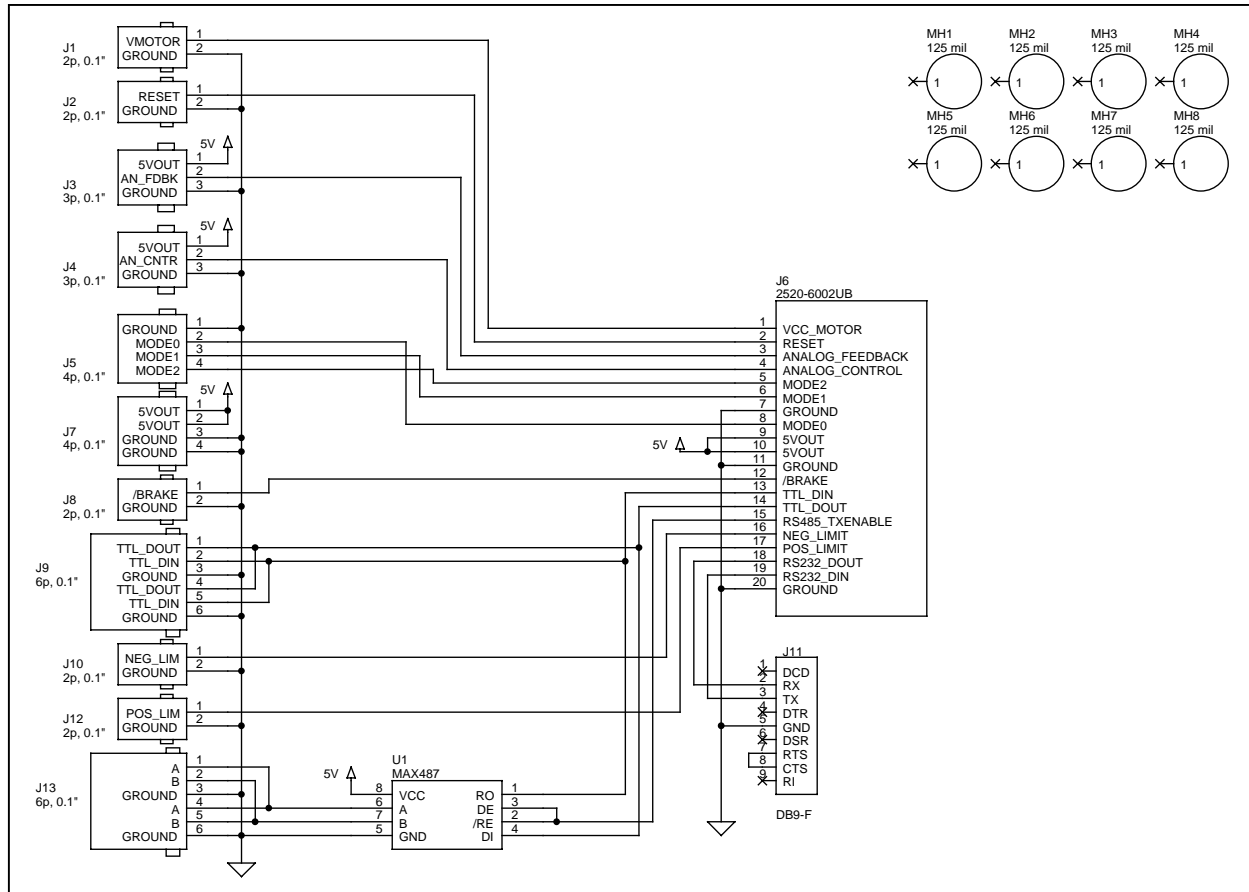 J1
2p, 0.1"
VMOTOR 1
GROUND 2
J2
2p, 0.1"
RESET 1
GROUND 2
5V
J3
3p, 0.1"
5VOUT 1
AN_FDBK 2
GROUND 3
5V
J4
3p, 0.1"
5VOUT 1
AN_CNTR 2
GROUND 3
J5
4p, 0.1"
GROUND 1
MODE0 2
MODE1 3
MODE2 4
5V
J7
4p, 0.1"
5VOUT 1
5VOUT 2
GROUND 3
GROUND 4
J8
2p, 0.1"
/BRAKE 1
GROUND 2
J9
6p, 0.1"
TTL_DOUT 1
TTL_DIN 2
GROUND 3
TTL_DOUT 4
TTL_DIN 5
GROUND 6
J10
2p, 0.1"
NEG_LIM 1
GROUND 2
J12
2p, 0.1"
POS_LIM 1
GROUND 2
J13
6p, 0.1"
A 1
B 2
GROUND 3
A 4
B 5
GROUND 6
U1
MAX487
5V
8 VCC RO 1
6 A DE 3
7 B /RE 2
5 GND DI 4
MH1 MH2 MH3 MH4
125 mil 125 mil 125 mil 125 mil
1 1 1 1
MH5 MH6 MH7 MH8
125 mil 125 mil 125 mil 125 mil
1 1 1 1
J6
2520-6002UB
1 VCC_MOTOR
2 RESET
3 ANALOG_FEEDBACK
4 ANALOG_CONTROL
5 MODE2
6 MODE1
7 GROUND
8 MODE0
9 5VOUT
5V
10 5VOUT
11 GROUND
12 /BRAKE
13 TTL_DIN
14 TTL_DOUT
15 RS485_TXENABLE
16 NEG_LIMIT
17 POS_LIMIT
18 RS232_DOUT
19 RS232_DIN
20 GROUND
J11
1 DCD
2 RX
3 TX
4 DTR
5 GND
6 DSR
7 RTS
8 CTS
9 RI
DB9-F